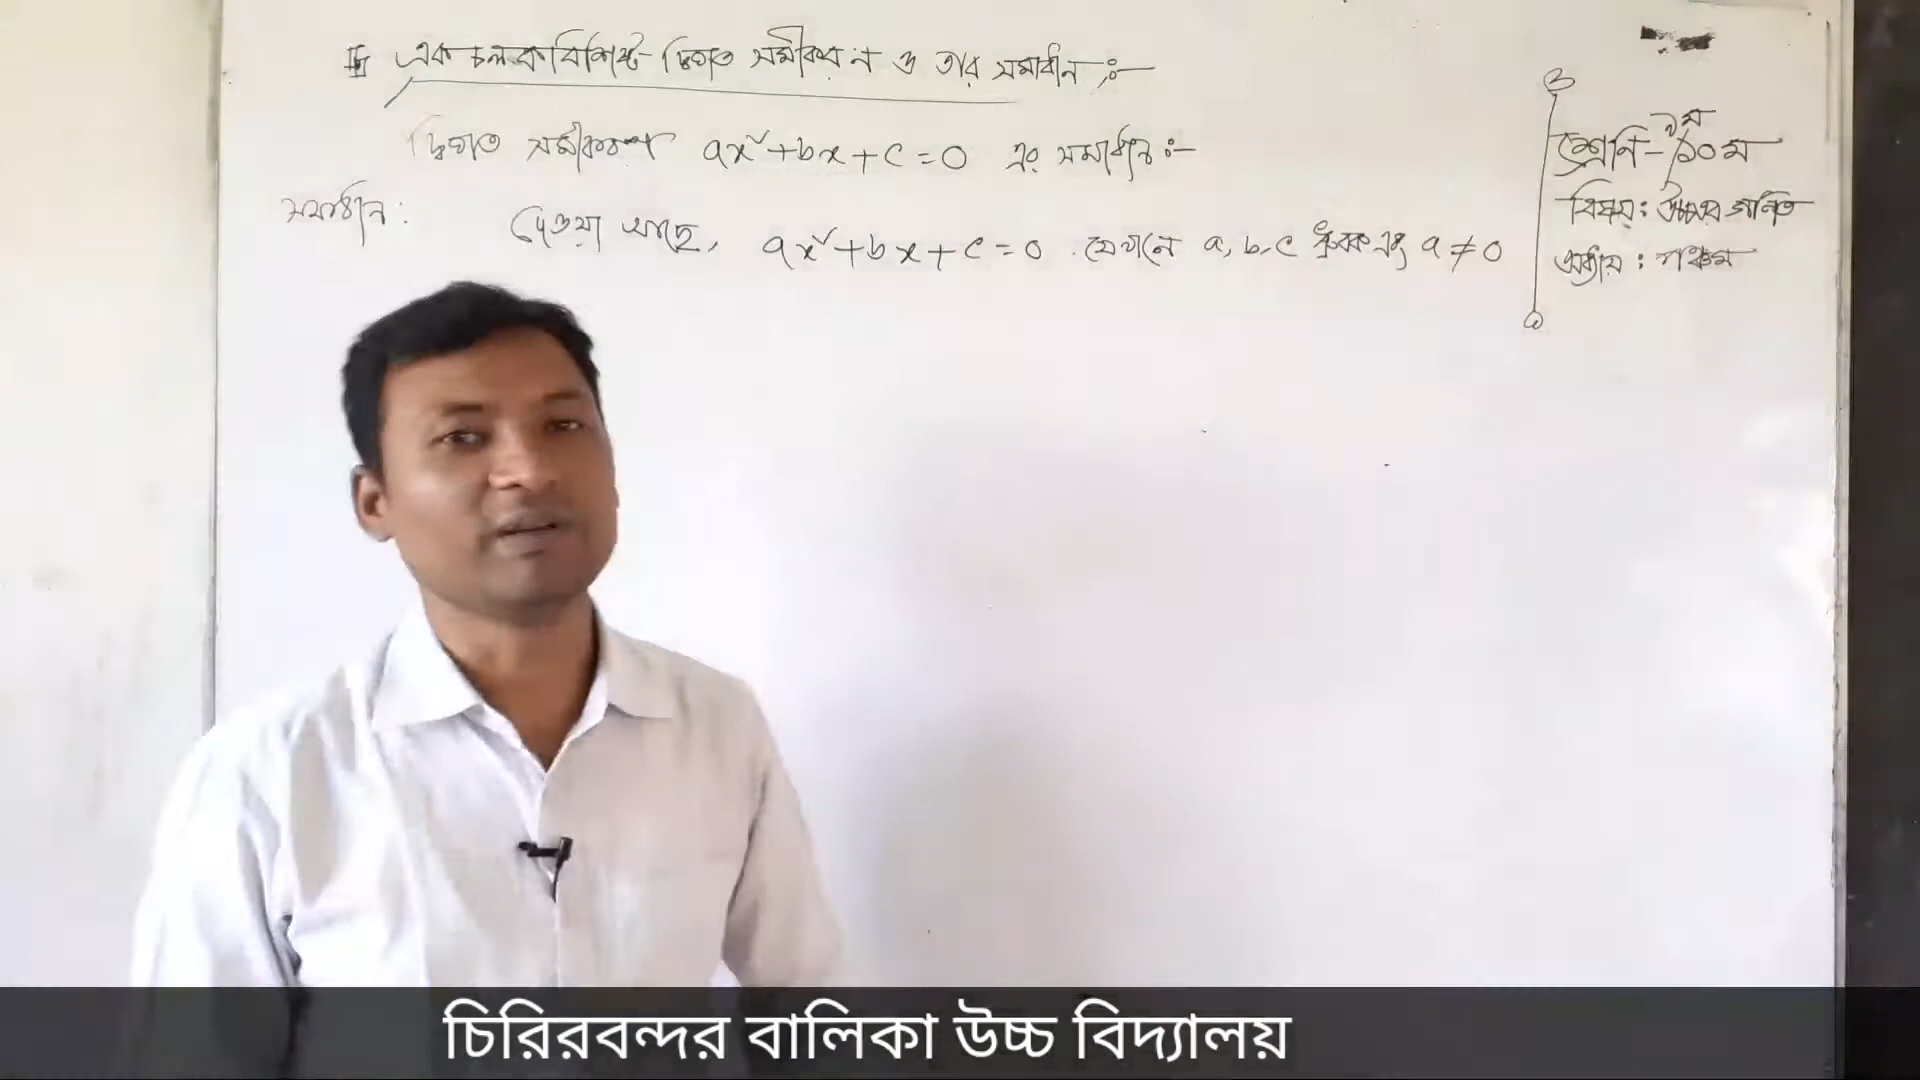 এক চলকবিশিষ্ট দ্বিঘাত সমীকরণ ও তার সমাধান :-
দ্বিঘাত সমীকরণ ax²+bx+c=0 এর সমাধান :-
সমাধান :
দেওয়া আছে, ax²+bx+c=0 যেখানে a, b, c ধ্রুবক এবং a≠0
শ্রেণি- ৯ম/১০ম
বিষয়: উচ্চতর গণিত
অধ্যায় : পঞ্চম
চিরিরবন্দর বালিকা উচ্চ বিদ্যালয়